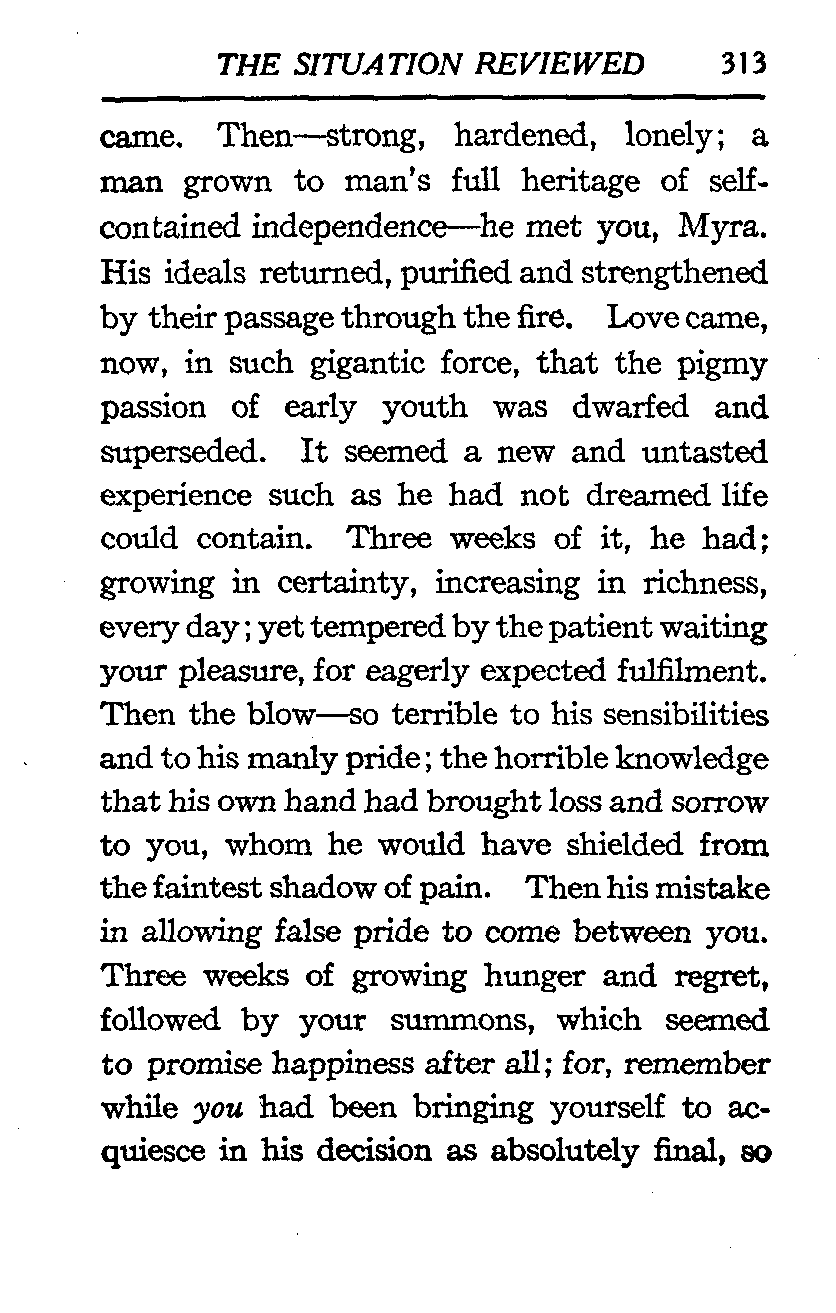 THE SITUATION REVIEWED 313
came. Then—strong, hardened, lonely; a
man grown to man's full heritage of self-
contained independence—he met you, Myra.
His ideals returned, purified and strengthened
by their passage through the fire. Love came,
now, in such gigantic force, that the pigmy
passion of early youth was dwarfed and
superseded. It seemed a new and untasted
experience such as he had not dreamed life
could contain. Three weeks of it, he had;
growing in certainty, increasing in richness,
every day; yet tempered by the patient waiting
your pleasure, for eagerly expected fulfilment.
Then the blow—so terrible to his sensibilities
and to his manly pride; the horrible knowledge
that his own hand had brought loss and sorrow
to you, whom he would have shielded from
the faintest shadow of pain. Then his mistake
in allowing false pride to come between you.
Three weeks of growing hunger and regret,
followed by your summons, which seemed
to promise happiness after all; for, remember
while you had been bringing yourself to ac-
quiesce in his decision as absolutely final, so